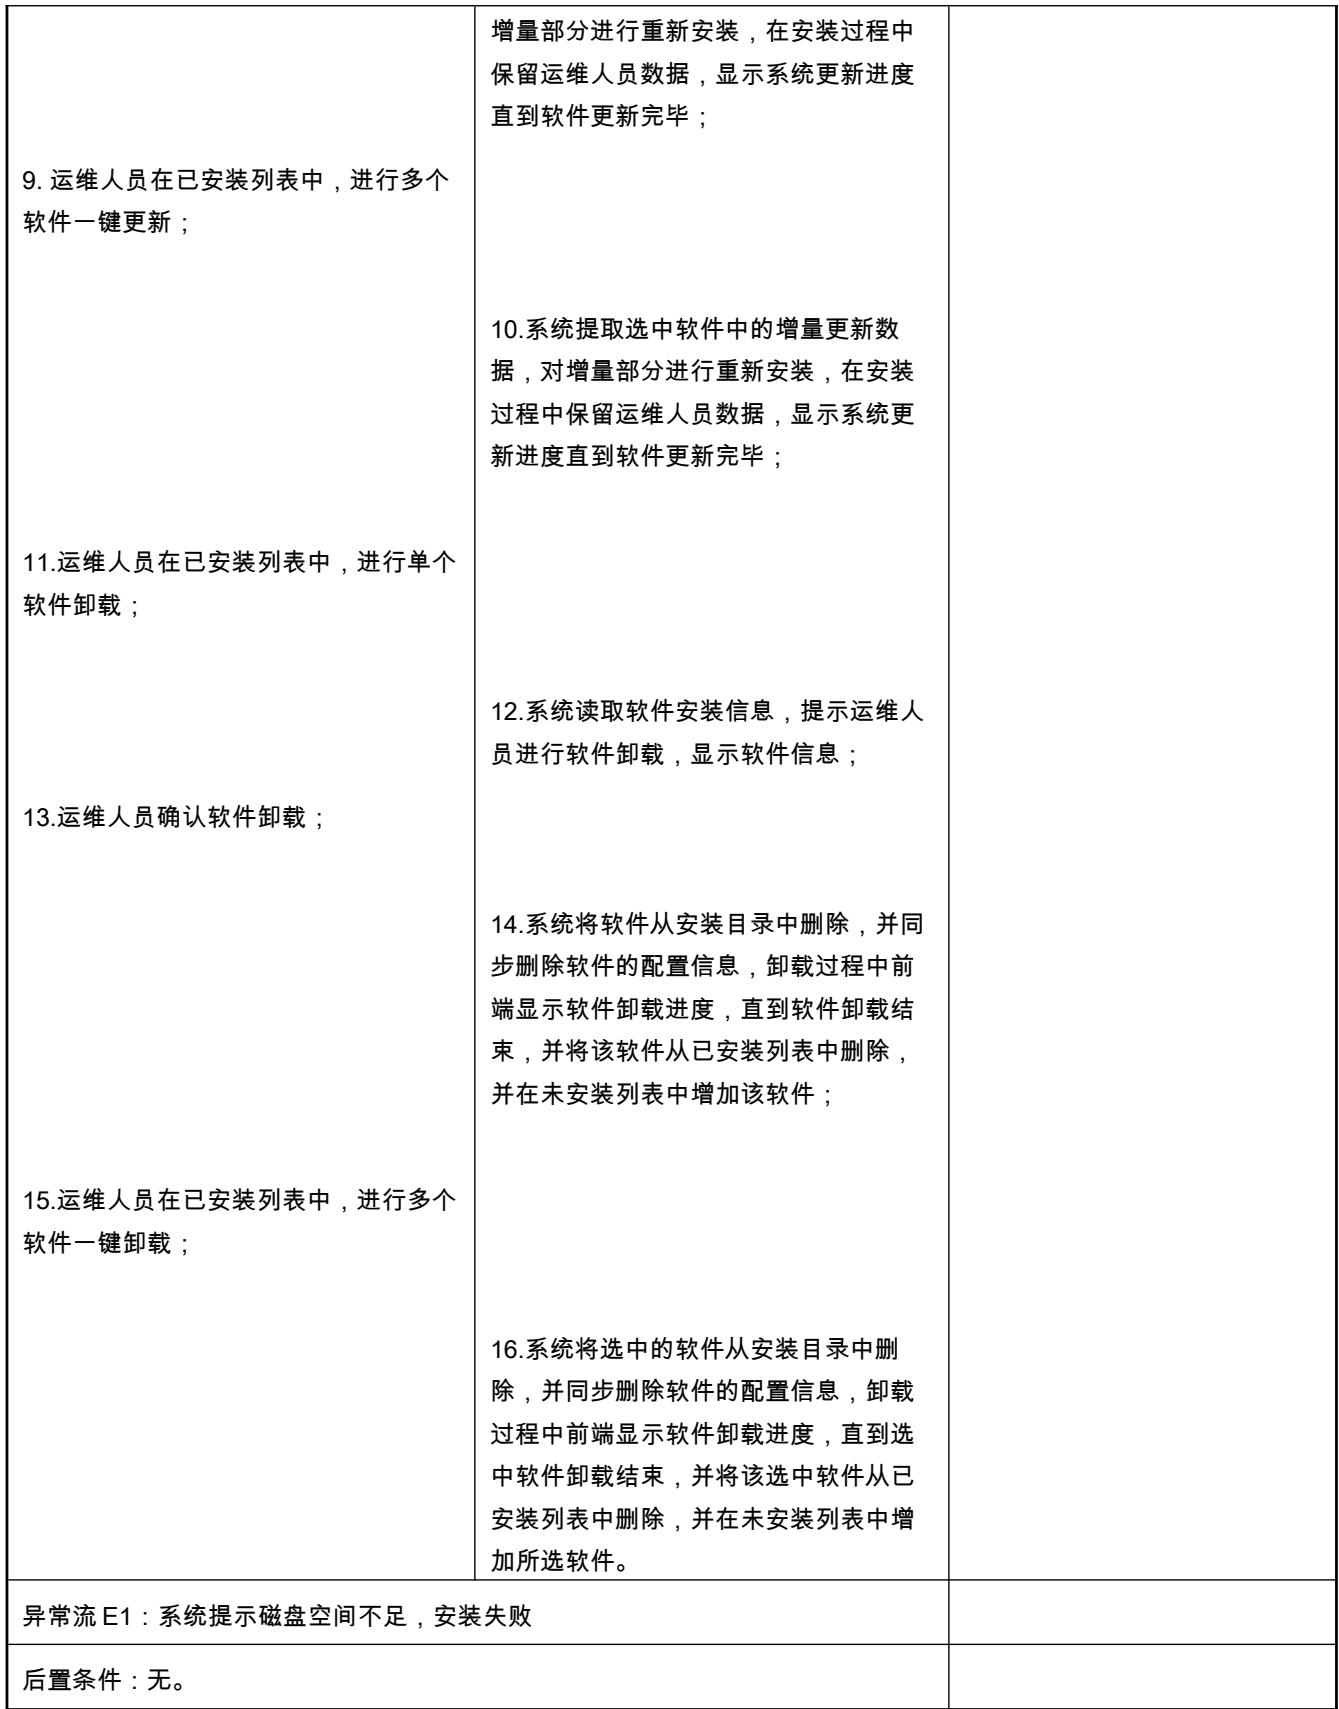 增量部分进行重新安装，在安装过程中
保留运维人员数据，显示系统更新进度
直到软件更新完毕；
9. 运维人员在已安装列表中，进行多个
软件一键更新；
10.系统提取选中软件中的增量更新数
据，对增量部分进行重新安装，在安装
过程中保留运维人员数据，显示系统更
新进度直到软件更新完毕；
11.运维人员在已安装列表中，进行单个
软件卸载；
12.系统读取软件安装信息，提示运维人
员进行软件卸载，显示软件信息；
13.运维人员确认软件卸载；
14.系统将软件从安装目录中删除，并同
步删除软件的配置信息，卸载过程中前
端显示软件卸载进度，直到软件卸载结
束，并将该软件从已安装列表中删除，
并在未安装列表中增加该软件；
15.运维人员在已安装列表中，进行多个
软件一键卸载；
16.系统将选中的软件从安装目录中删
除，并同步删除软件的配置信息，卸载
过程中前端显示软件卸载进度，直到选
中软件卸载结束，并将该选中软件从已
安装列表中删除，并在未安装列表中增
加所选软件。
异常流 E1：系统提示磁盘空间不足，安装失败
后置条件：无。